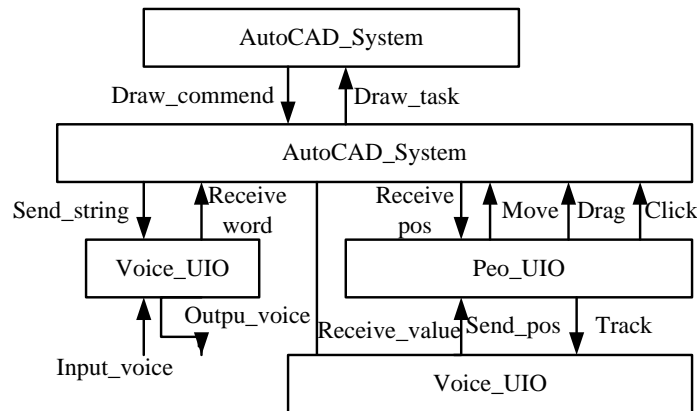 AutoCAD_System
Draw_commend
Draw_task
AutoCAD_System
Send_string
Receive
word
Receive
pos
Move
Drag
Click
Voice_UIO
Peo_UIO
Outpu_voice
Input_voice
Receive_value
Send_pos
Track
Voice_UIO